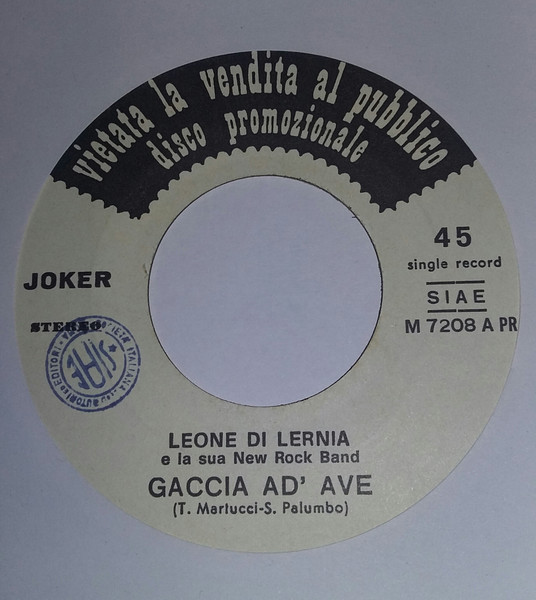 vietata la vendita al pubblico
disco promozionale
45
single record
JOKER
SIAE
STEREO
M 7208 A PR
SIAE
LEONE DI LERNIA
e la sua New Rock Band
GACCIA AD' AVE
(T. Martucci-S. Palumbo)